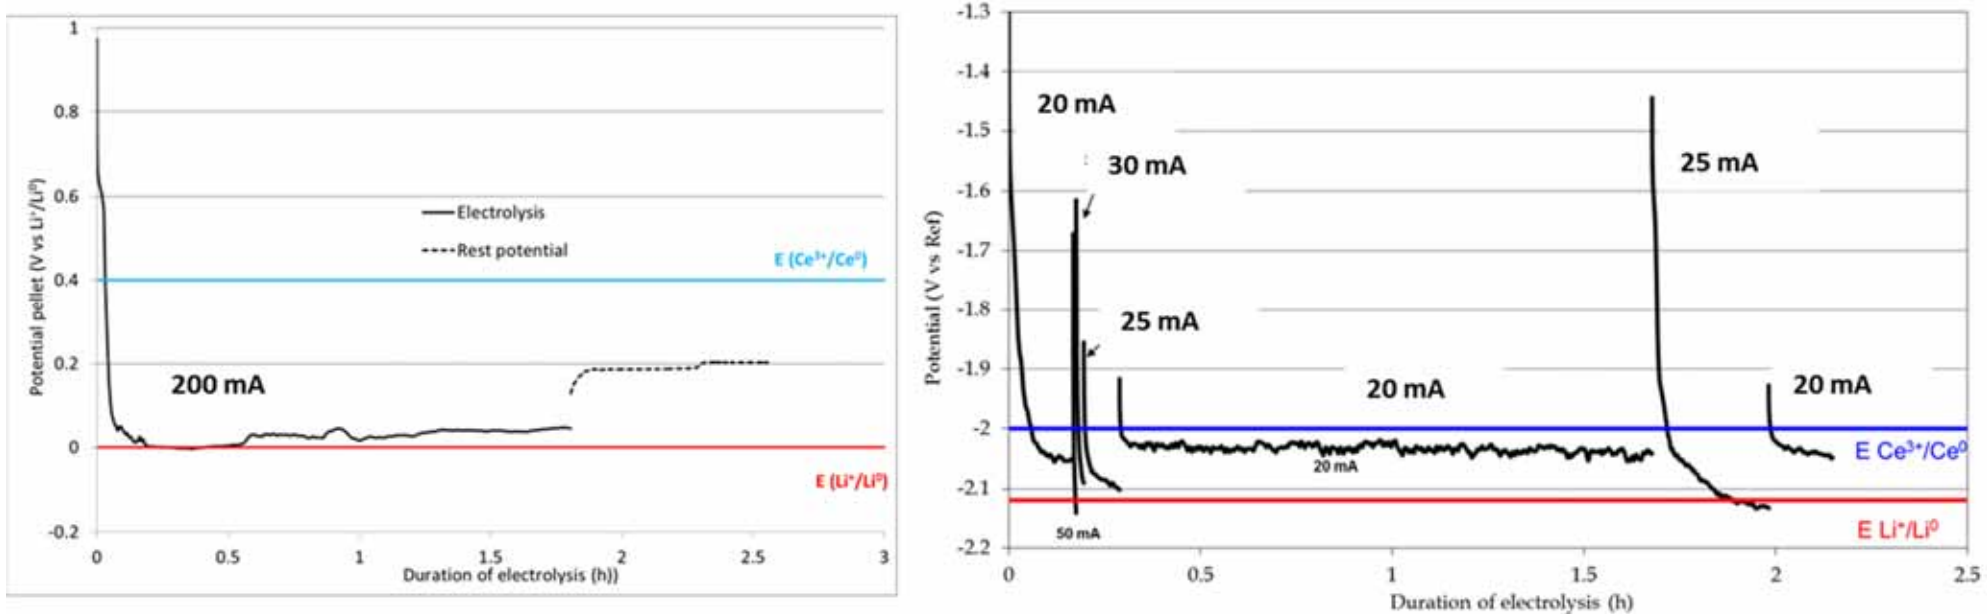 1
0.8
0.6
0.4
0.2
0
-0.2
Potential pellet (V vs Li⁺/Li⁰)
Electrolysis
Rest potential
E (Ce³⁺/Ce⁰)
200 mA
E (Li⁺/Li⁰)
0 0.5 1 1.5 2 2.5 3
Duration of electrolysis (h))
-1.3
-1.4
-1.5
-1.6
-1.7
-1.8
-1.9
-2
-2.1
-2.2
Potential (V vs Ref)
20 mA
30 mA
25 mA
25 mA
20 mA
20 mA
20 mA
50 mA
E Ce³⁺/Ce⁰
E Li⁺/Li⁰
0 0.5 1 1.5 2 2.5
Duration of electrolysis (h)